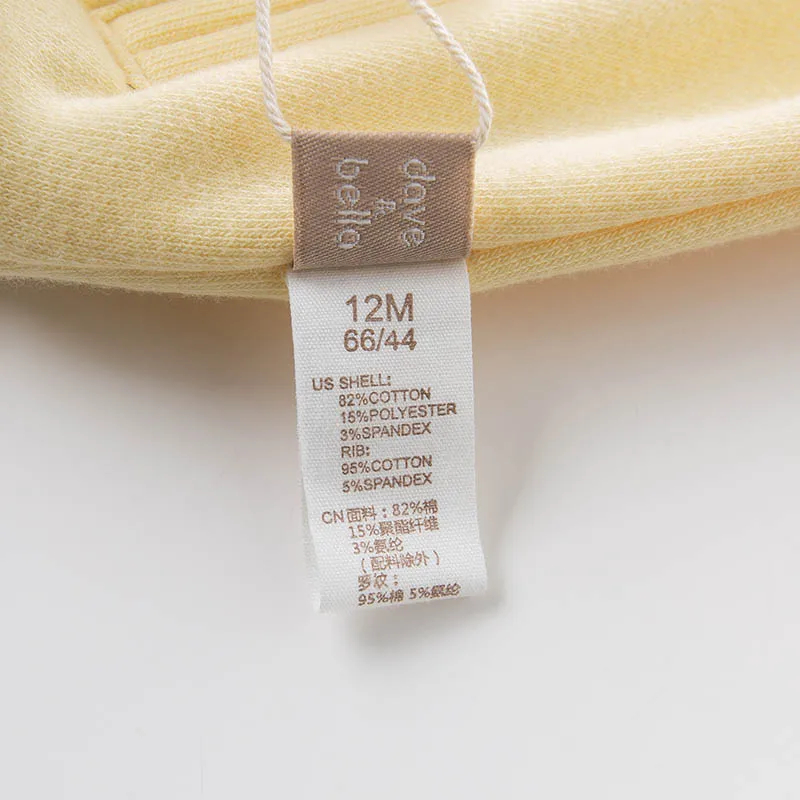 dave
&
bella
12M
66/44
US SHELL:
82%COTTON
15%POLYESTER
3%SPANDEX
RIB:
95%COTTON
5%SPANDEX
CN面料：82%棉
15%聚酯纤维
3%氨纶
（配料除外）
罗纹：
95%棉 5%氨纶